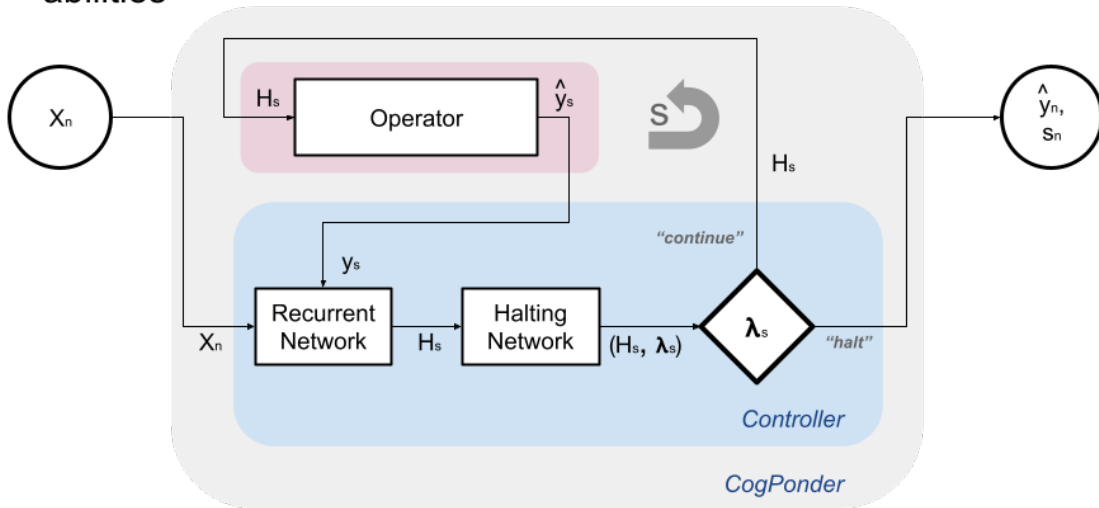 abilities
Xₙ
Hₛ
Operator
ŷₛ
S
ŷₙ,
sₙ
Hₛ
"continue"
yₛ
Recurrent
Network
Halting
Network
λₛ
Xₙ
Hₛ
(Hₛ, λₛ)
"halt"
Controller
CogPonder